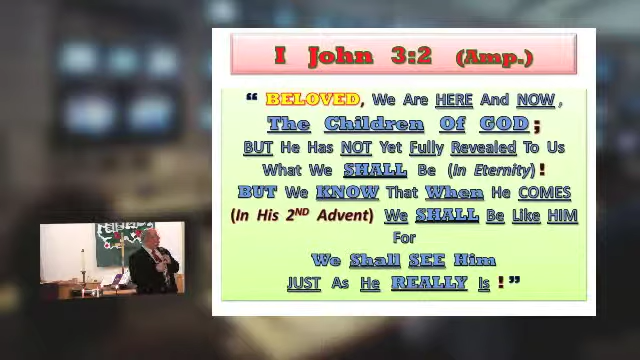 I John 3:2 (Amp.)
“ BELOVED, We Are HERE And NOW ,
The Children Of GOD ;
BUT He Has NOT Yet Fully Revealed To Us
What We SHALL Be (In Eternity) !
BUT We KNOW That When He COMES
(In His 2ND Advent) We SHALL Be Like HIM
For
We Shall SEE Him
JUST As He REALLY Is ! ”